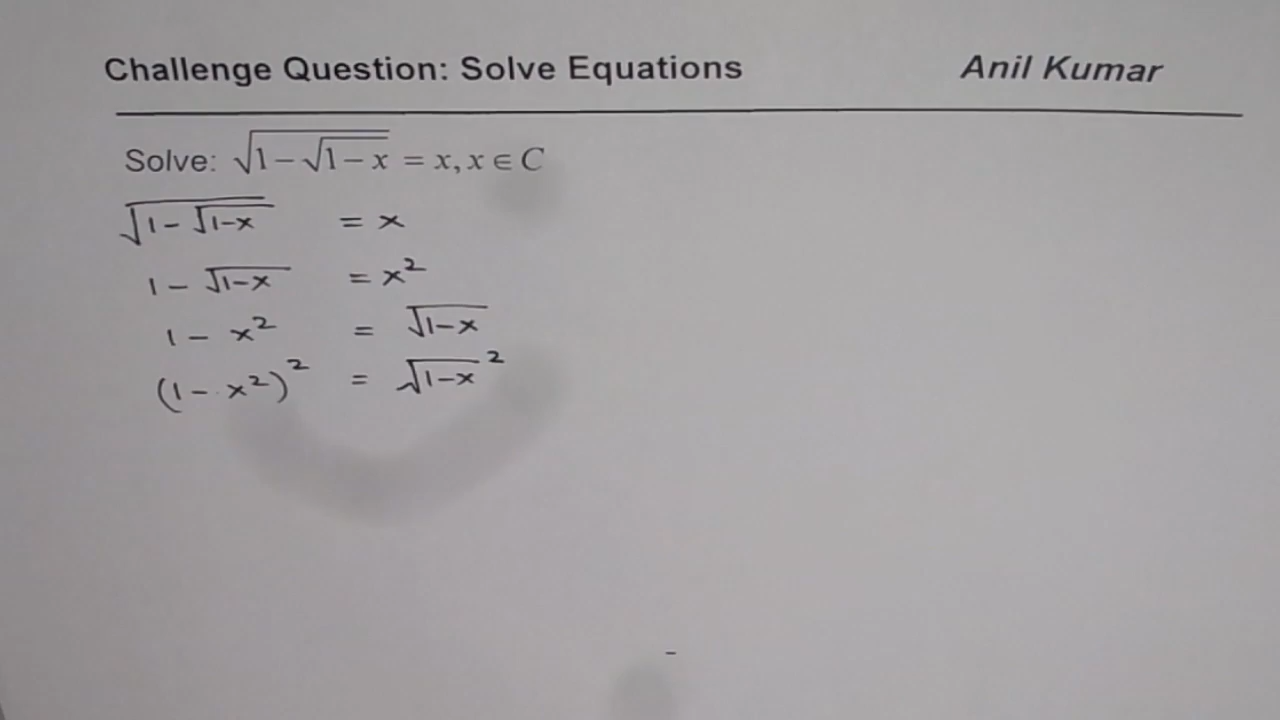 Challenge Question: Solve Equations Anil Kumar
Solve: √(1 − √(1 − x)) = x, x ∈ C
√(1 − √(1−x)) = x
1 − √(1−x) = x²
1 − x² = √(1−x)
(1 − x²)² = √(1−x)²